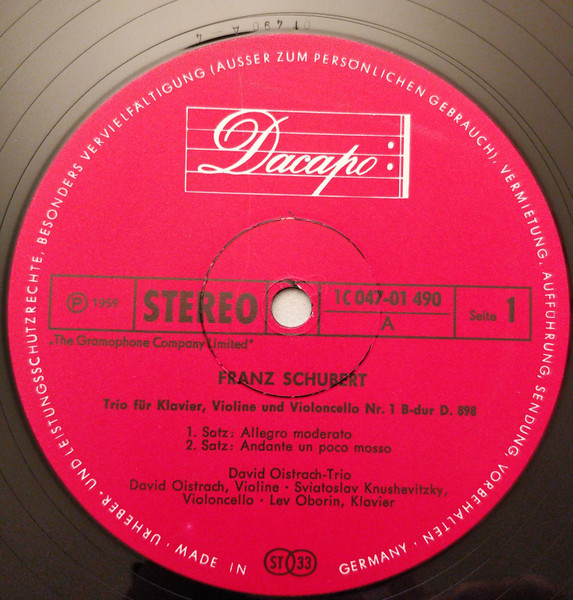 01490 A - 4
URHEBER- UND LEISTUNGSSCHUTZRECHTE, BESONDERS VERVIELFÄLTIGUNG (AUSSER ZUM PERSÖNLICHEN GEBRAUCH), VERMIETUNG, AUFFÜHRUNG, SENDUNG, VORBEHALTEN · MADE IN GERMANY ·
Dacapo
℗ 1959
STEREO
1C 047-01 490
A
Seite 1
„The Gramophone Company Limited"
FRANZ SCHUBERT
Trio für Klavier, Violine und Violoncello Nr. 1 B-dur D. 898
1. Satz: Allegro moderato
2. Satz: Andante un poco mosso
David Oistrach-Trio
David Oistrach, Violine · Sviatoslav Knushevitzky,
Violoncello · Lev Oborin, Klavier
ST 33